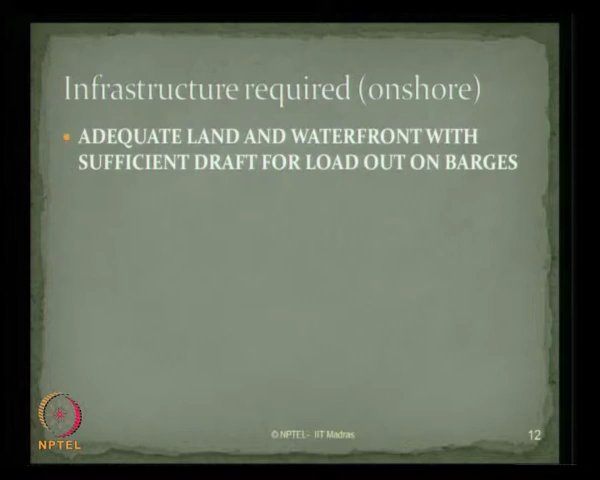 Infrastructure required (onshore)
• ADEQUATE LAND AND WATERFRONT WITH
SUFFICIENT DRAFT FOR LOAD OUT ON BARGES
NPTEL
© NPTEL- IIT Madras
12